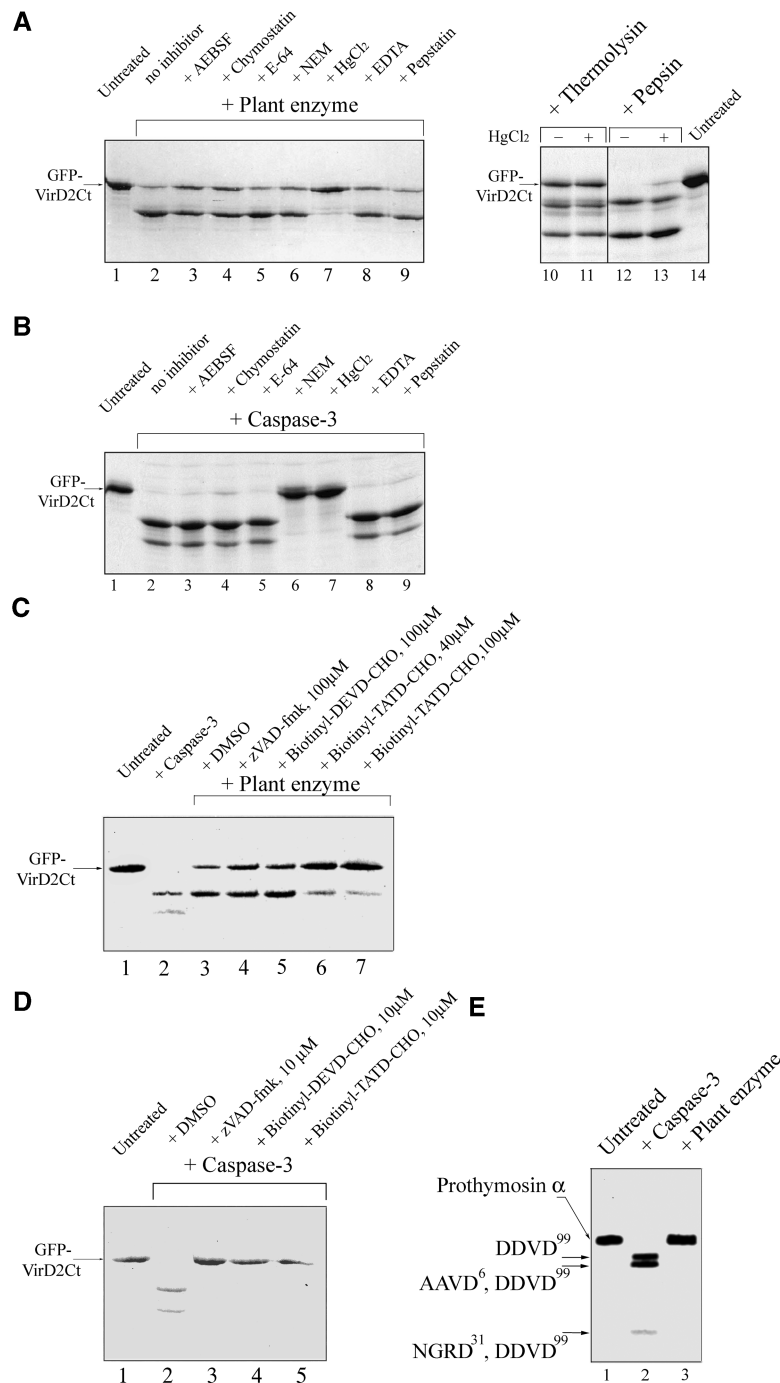 A
Untreated
no inhibitor
+ AEBSF
+ Chymostatin
+ E-64
+ NEM
+ HgCl2
+ EDTA
+ Pepstatin
+ Plant enzyme
GFP-
VirD2Ct
1 2 3 4 5 6 7 8 9
+ Thermolysin
+ Pepsin
Untreated
HgCl2 − + − +
GFP-
VirD2Ct
10 11 12 13 14
B
Untreated
no inhibitor
+ AEBSF
+ Chymostatin
+ E-64
+ NEM
+ HgCl2
+ EDTA
+ Pepstatin
+ Caspase-3
GFP-
VirD2Ct
1 2 3 4 5 6 7 8 9
C
Untreated
+ Caspase-3
+ DMSO
+ zVAD-fmk, 100µM
+ Biotinyl-DEVD-CHO, 100µM
+ Biotinyl-TATD-CHO, 40µM
+ Biotinyl-TATD-CHO,100µM
+ Plant enzyme
GFP-
VirD2Ct
1 2 3 4 5 6 7
D
Untreated
+ DMSO
+ zVAD-fmk, 10 µM
+ Biotinyl-DEVD-CHO, 10µM
+ Biotinyl-TATD-CHO, 10µM
+ Caspase-3
GFP-
VirD2Ct
1 2 3 4 5
E
Untreated
+ Caspase-3
+ Plant enzyme
Prothymosin α
DDVD99
AAVD6, DDVD99
NGRD31, DDVD99
1 2 3